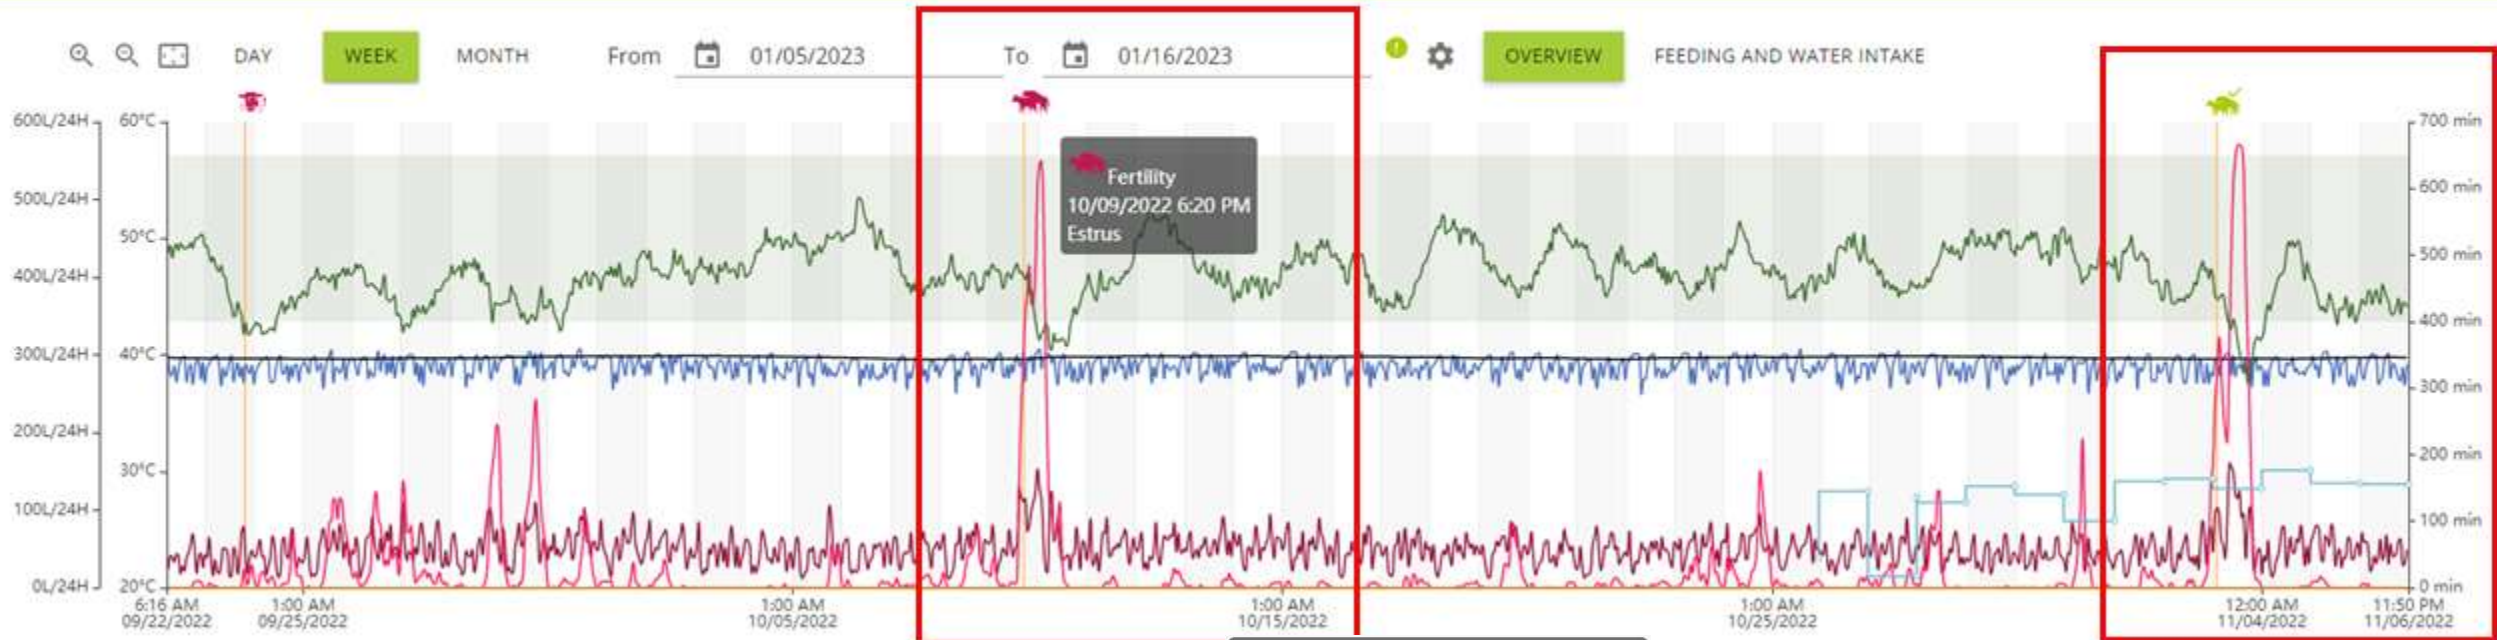 DAY WEEK MONTH From 01/05/2023 To 01/16/2023 OVERVIEW FEEDING AND WATER INTAKE
600L/24H 60°C 700 min
Fertility
10/09/2022 6:20 PM
Estrus
500L/24H 600 min
50°C 500 min
400L/24H 400 min
300L/24H 40°C 300 min
200L/24H 30°C 200 min
100L/24H 100 min
0L/24H 20°C 0 min
6:16 AM 1:00 AM 1:00 AM 1:00 AM 1:00 AM 12:00 AM 11:50 PM
09/22/2022 09/25/2022 10/05/2022 10/15/2022 10/25/2022 11/04/2022 11/06/2022